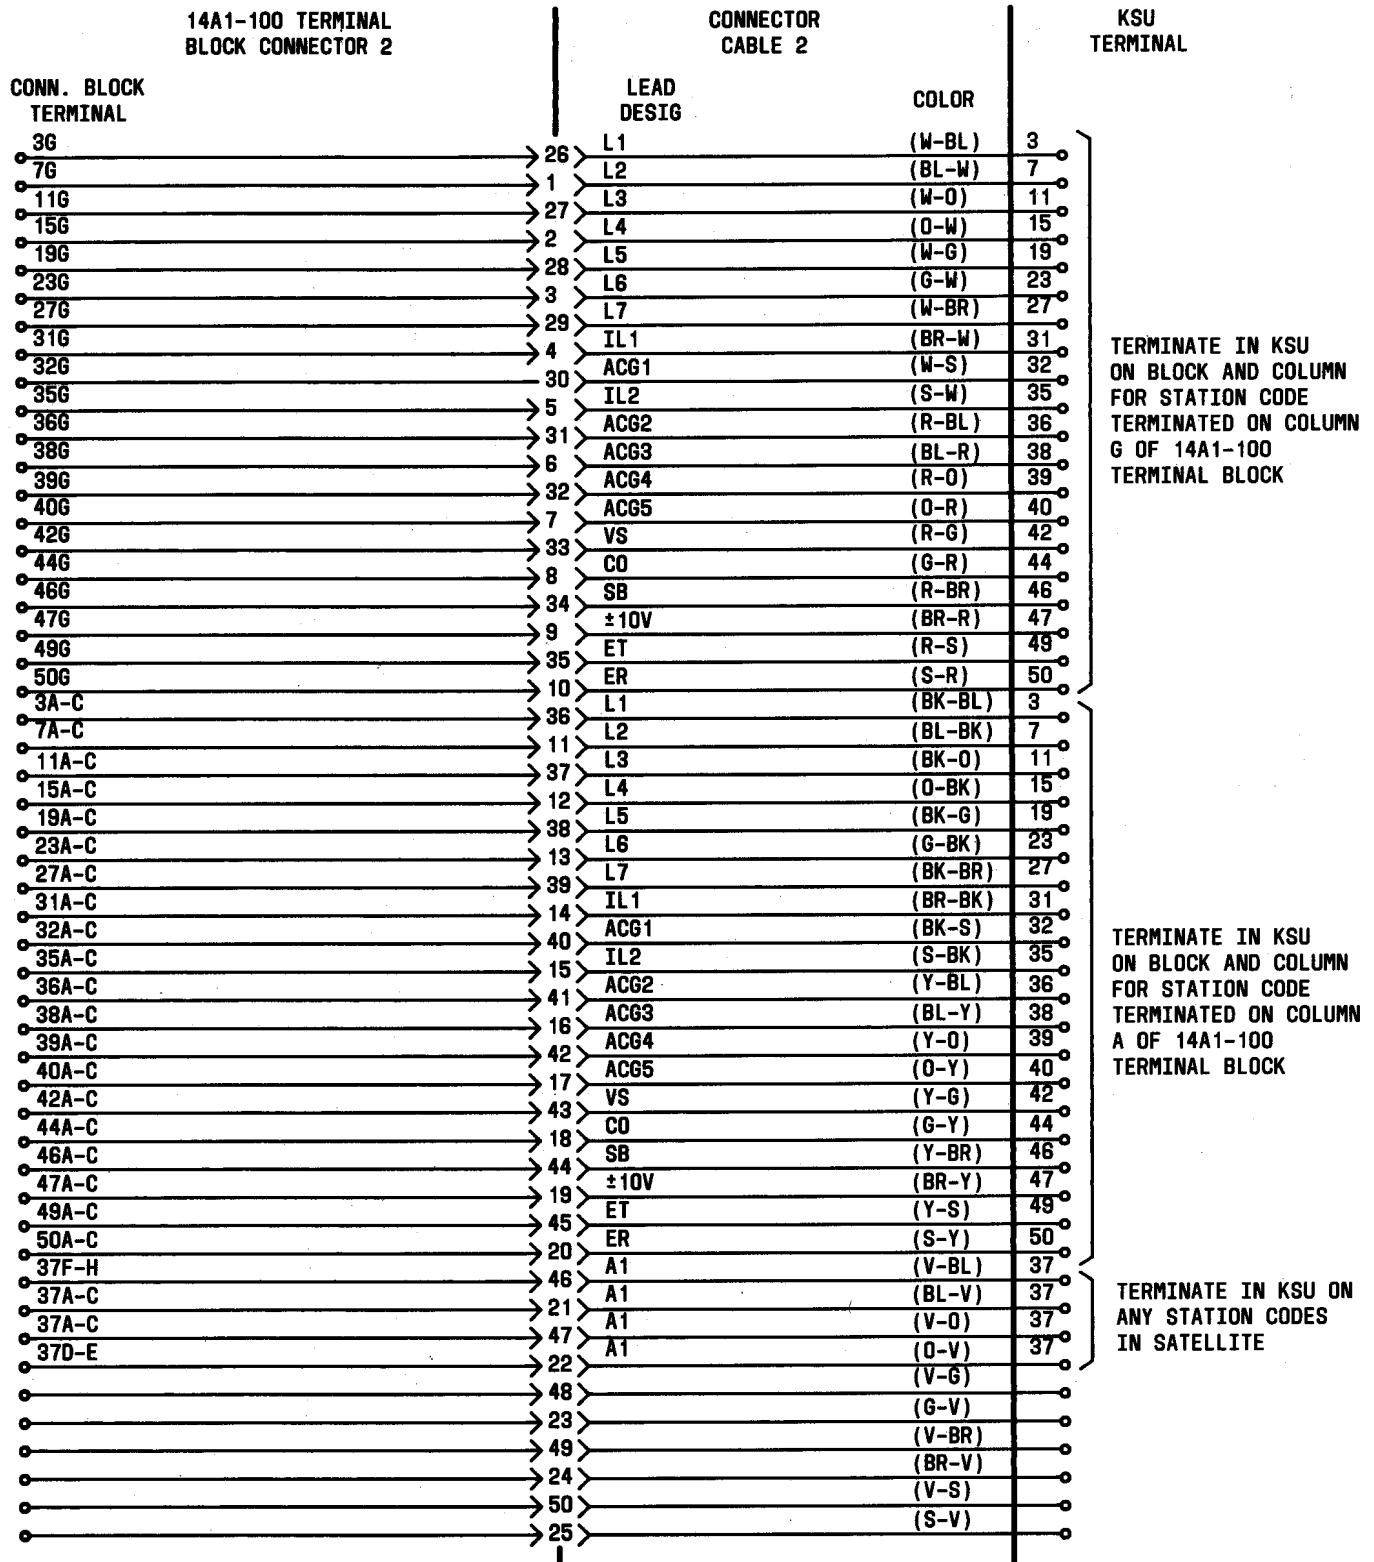 14A1-100 TERMINAL BLOCK CONNECTOR 2
CONNECTOR CABLE 2
KSU TERMINAL
CONN. BLOCK TERMINAL
LEAD DESIG
COLOR
3G 26 L1 (W-BL) 3
7G 1 L2 (BL-W) 7
11G 27 L3 (W-O) 11
15G 2 L4 (O-W) 15
19G 28 L5 (W-G) 19
23G 3 L6 (G-W) 23
27G 29 L7 (W-BR) 27
31G 4 IL1 (BR-W) 31
32G 30 ACG1 (W-S) 32
35G 5 IL2 (S-W) 35
36G 31 ACG2 (R-BL) 36
38G 6 ACG3 (BL-R) 38
39G 32 ACG4 (R-O) 39
40G 7 ACG5 (O-R) 40
42G 33 VS (R-G) 42
44G 8 CO (G-R) 44
46G 34 SB (R-BR) 46
47G 9 ±10V (BR-R) 47
49G 35 ET (R-S) 49
50G 10 ER (S-R) 50
TERMINATE IN KSU
ON BLOCK AND COLUMN
FOR STATION CODE
TERMINATED ON COLUMN
G OF 14A1-100
TERMINAL BLOCK
3A-C 36 L1 (BK-BL) 3
7A-C 11 L2 (BL-BK) 7
11A-C 37 L3 (BK-O) 11
15A-C 12 L4 (O-BK) 15
19A-C 38 L5 (BK-G) 19
23A-C 13 L6 (G-BK) 23
27A-C 39 L7 (BK-BR) 27
31A-C 14 IL1 (BR-BK) 31
32A-C 40 ACG1 (BK-S) 32
35A-C 15 IL2 (S-BK) 35
36A-C 41 ACG2 (Y-BL) 36
38A-C 16 ACG3 (BL-Y) 38
39A-C 42 ACG4 (Y-O) 39
40A-C 17 ACG5 (O-Y) 40
42A-C 43 VS (Y-G) 42
44A-C 18 CO (G-Y) 44
46A-C 44 SB (Y-BR) 46
47A-C 19 ±10V (BR-Y) 47
49A-C 45 ET (Y-S) 49
50A-C 20 ER (S-Y) 50
TERMINATE IN KSU
ON BLOCK AND COLUMN
FOR STATION CODE
TERMINATED ON COLUMN
A OF 14A1-100
TERMINAL BLOCK
37F-H 46 A1 (V-BL) 37
37A-C 21 A1 (BL-V) 37
37A-C 47 A1 (V-O) 37
37D-E 22 A1 (O-V) 37
TERMINATE IN KSU ON
ANY STATION CODES
IN SATELLITE
48 (V-G)
23 (G-V)
49 (V-BR)
24 (BR-V)
50 (V-S)
25 (S-V)